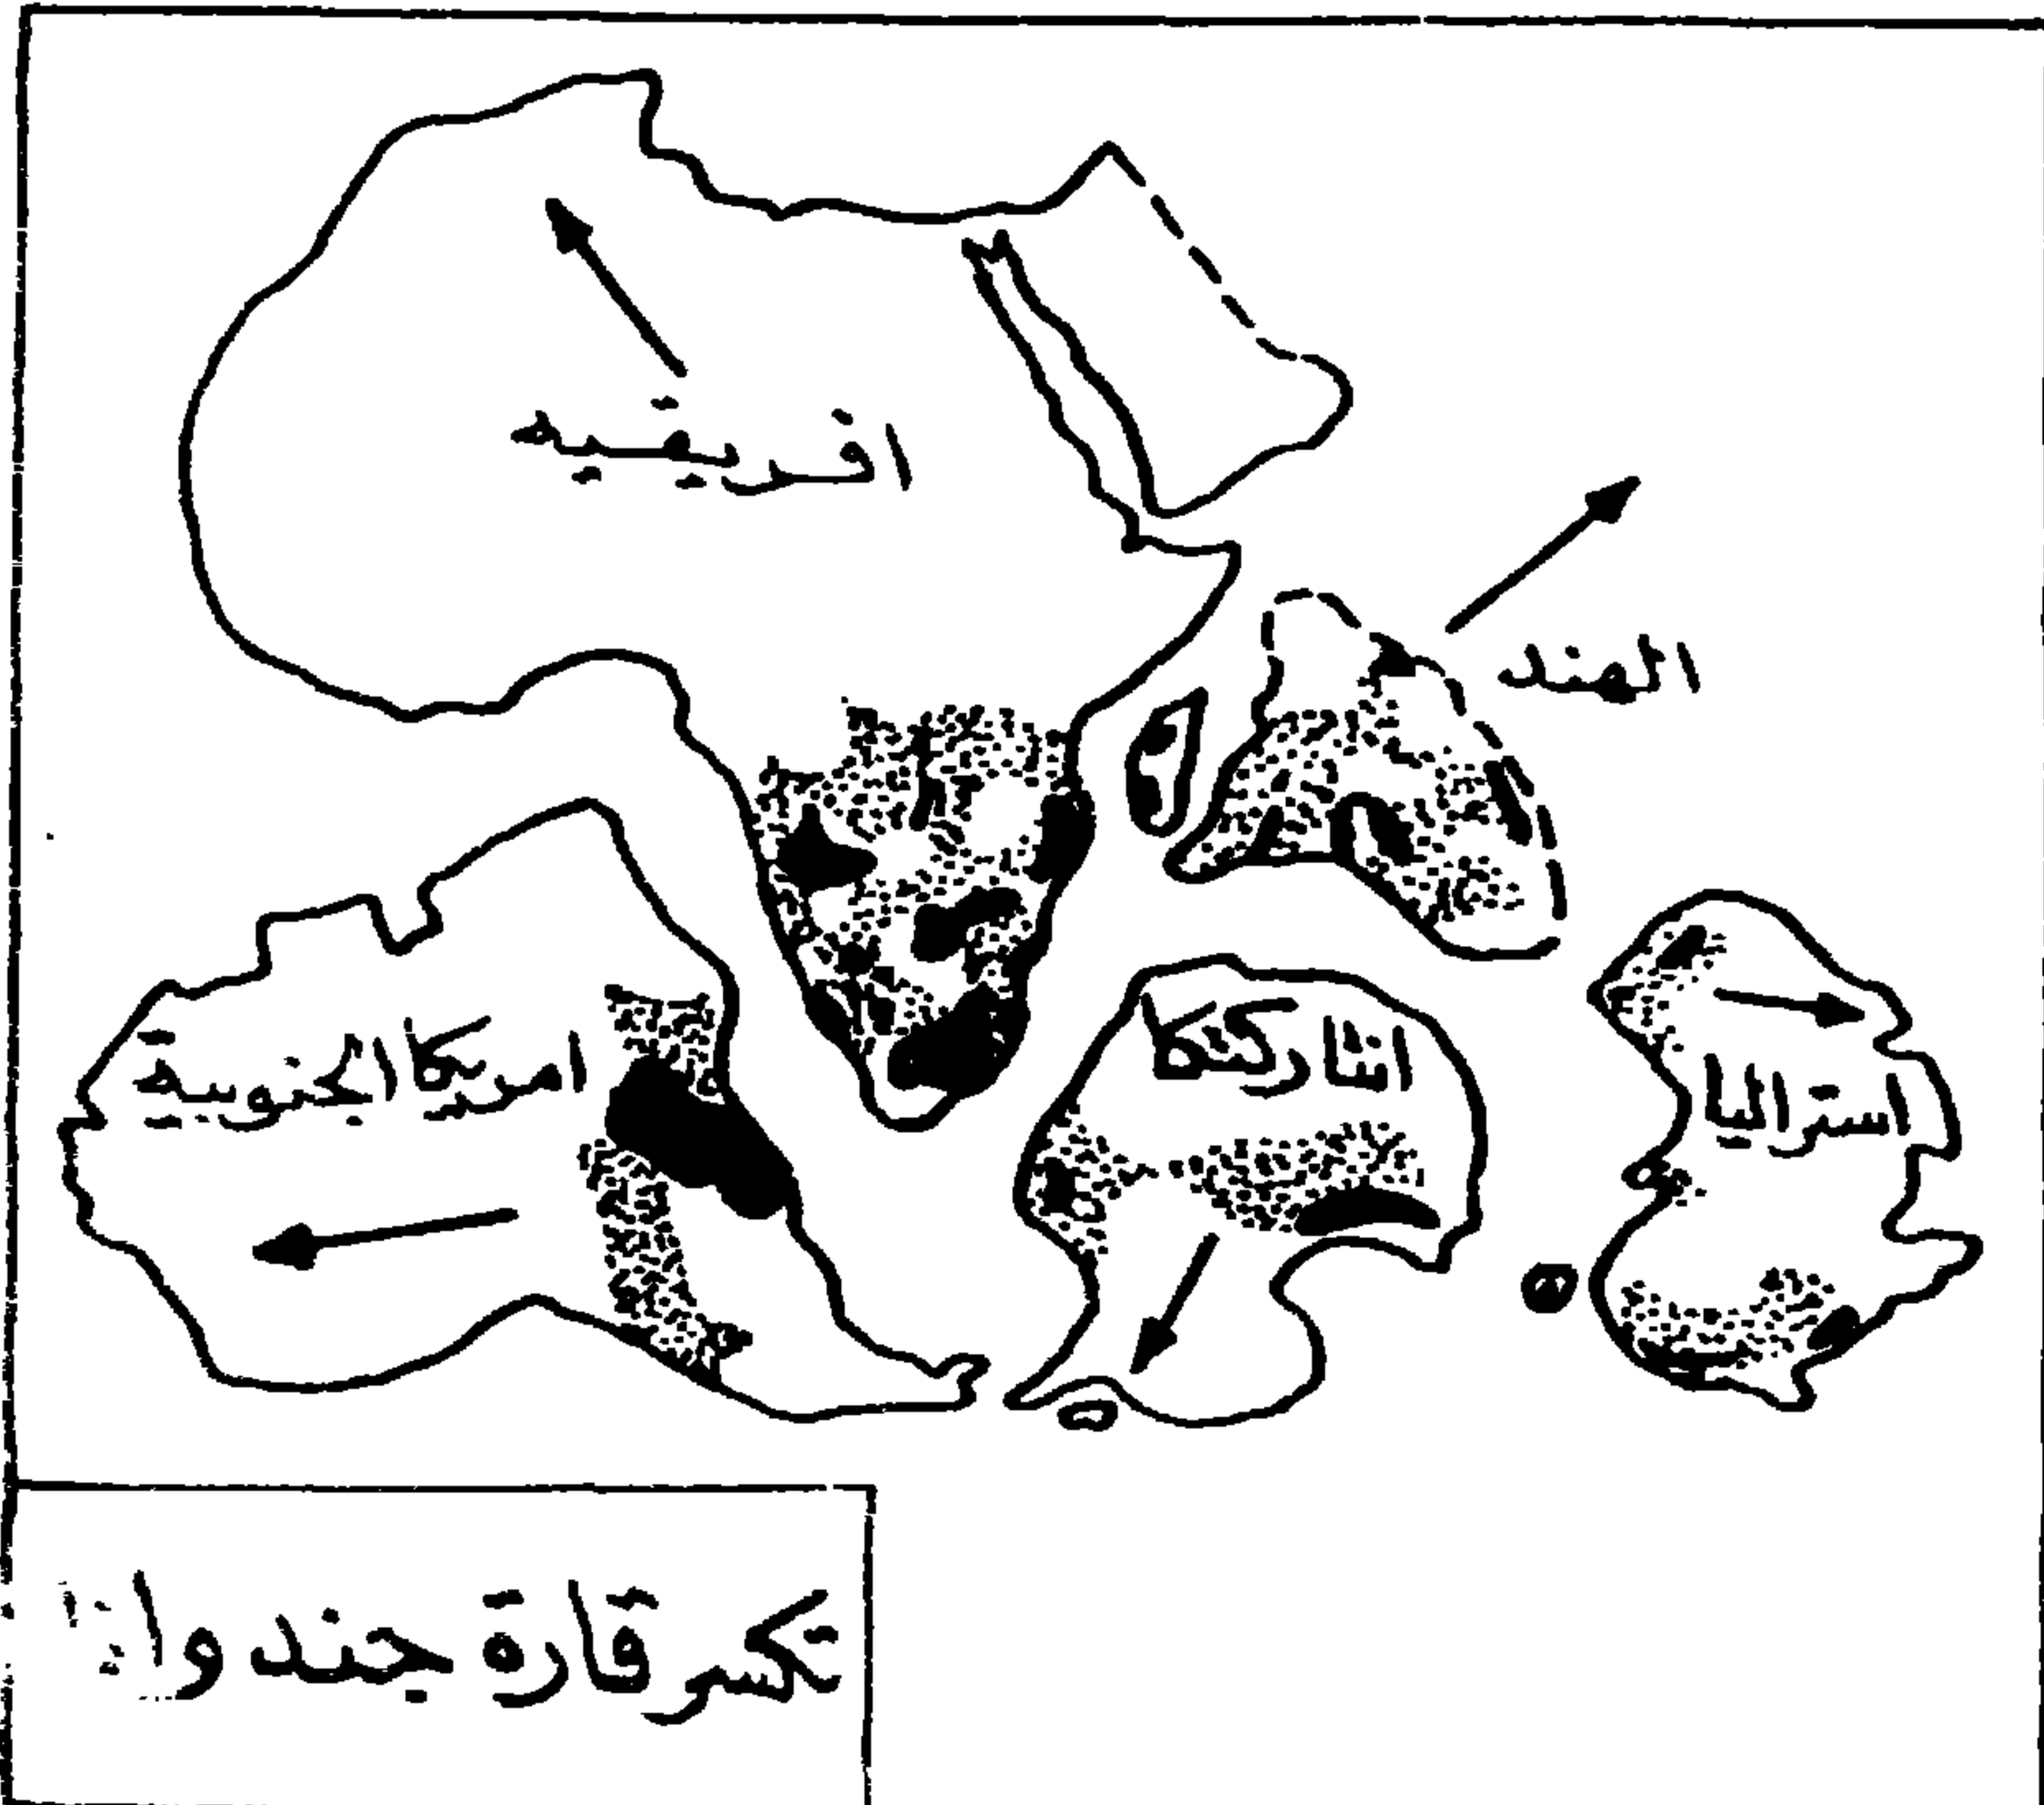 افريقيه
الهند
امريكا الجنوبية
انتاركتكا
استراليا
تكسر قارة جندوانا